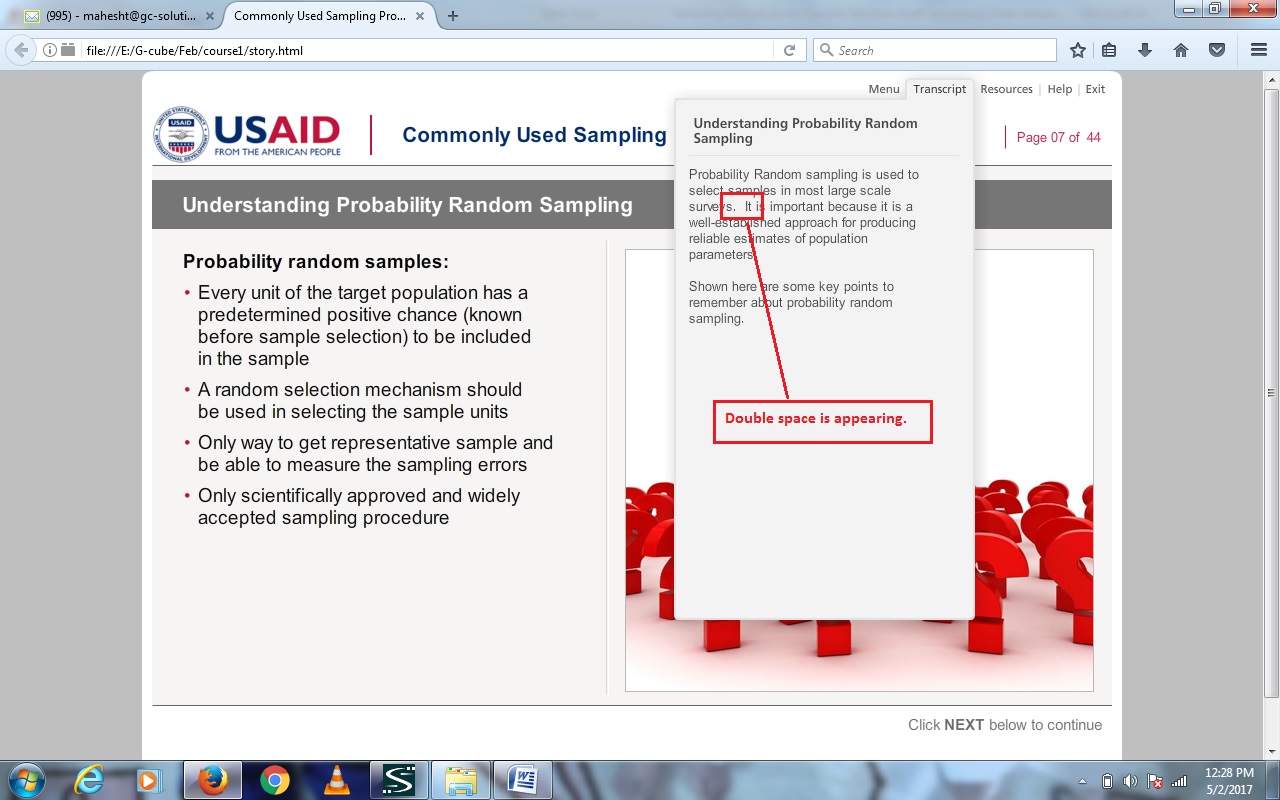 (995) - mahesht@gc-soluti...
Commonly Used Sampling Pro...
file:///E:/G-cube/Feb/course1/story.html
Search
Menu Transcript Resources | Help | Exit
USAID
FROM THE AMERICAN PEOPLE
Commonly Used Sampling
Page 07 of 44
Understanding Probability Random Sampling
Probability random samples:
• Every unit of the target population has a
predetermined positive chance (known
before sample selection) to be included
in the sample
• A random selection mechanism should
be used in selecting the sample units
• Only way to get representative sample and
be able to measure the sampling errors
• Only scientifically approved and widely
accepted sampling procedure
Understanding Probability Random
Sampling
Probability Random sampling is used to
select samples in most large scale
surveys.  It is important because it is a
well-established approach for producing
reliable estimates of population
parameters.
Shown here are some key points to
remember about probability random
sampling.
Double space is appearing.
Click NEXT below to continue
12:28 PM
5/2/2017